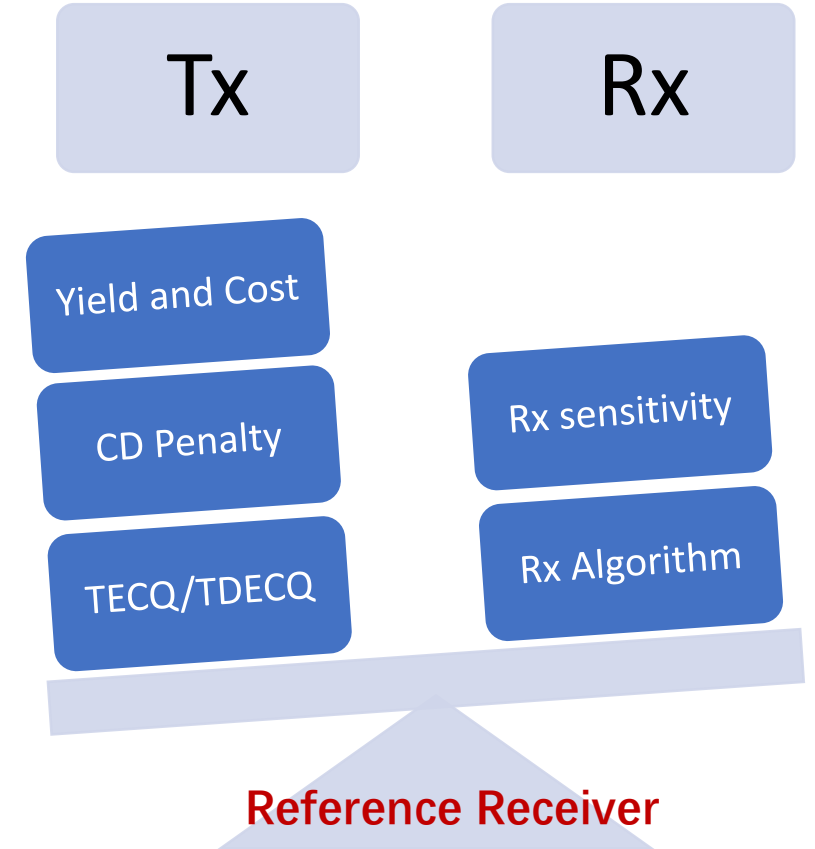 Tx
Rx
Yield and Cost
CD Penalty
TECQ/TDECQ
Rx sensitivity
Rx Algorithm
Reference Receiver